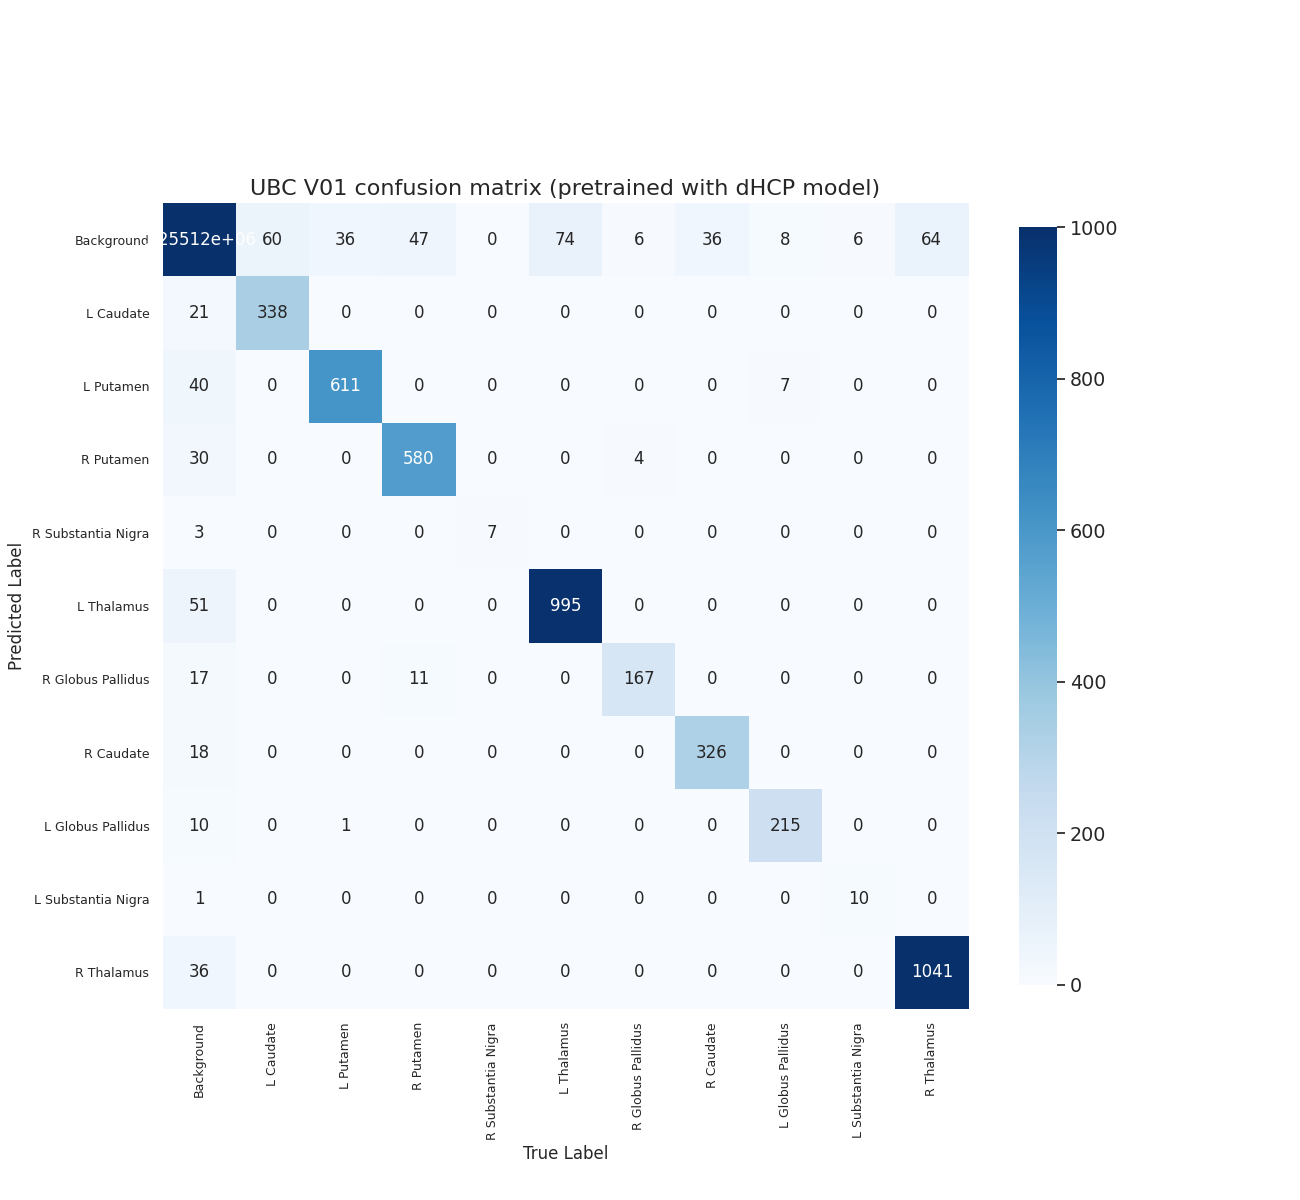 UBC V01 confusion matrix (pretrained with dHCP model)
Background 25512e+06 60 36 47 0 74 6 36 8 6 64
L Caudate 21 338 0 0 0 0 0 0 0 0 0
L Putamen 40 0 611 0 0 0 0 0 7 0 0
R Putamen 30 0 0 580 0 0 4 0 0 0 0
R Substantia Nigra 3 0 0 0 7 0 0 0 0 0 0
L Thalamus 51 0 0 0 0 995 0 0 0 0 0
R Globus Pallidus 17 0 0 11 0 0 167 0 0 0 0
R Caudate 18 0 0 0 0 0 0 326 0 0 0
L Globus Pallidus 10 0 1 0 0 0 0 0 215 0 0
L Substantia Nigra 1 0 0 0 0 0 0 0 0 10 0
R Thalamus 36 0 0 0 0 0 0 0 0 0 1041
Predicted Label
Background
L Caudate
L Putamen
R Putamen
R Substantia Nigra
L Thalamus
R Globus Pallidus
R Caudate
L Globus Pallidus
L Substantia Nigra
R Thalamus
True Label
1000
800
600
400
200
0